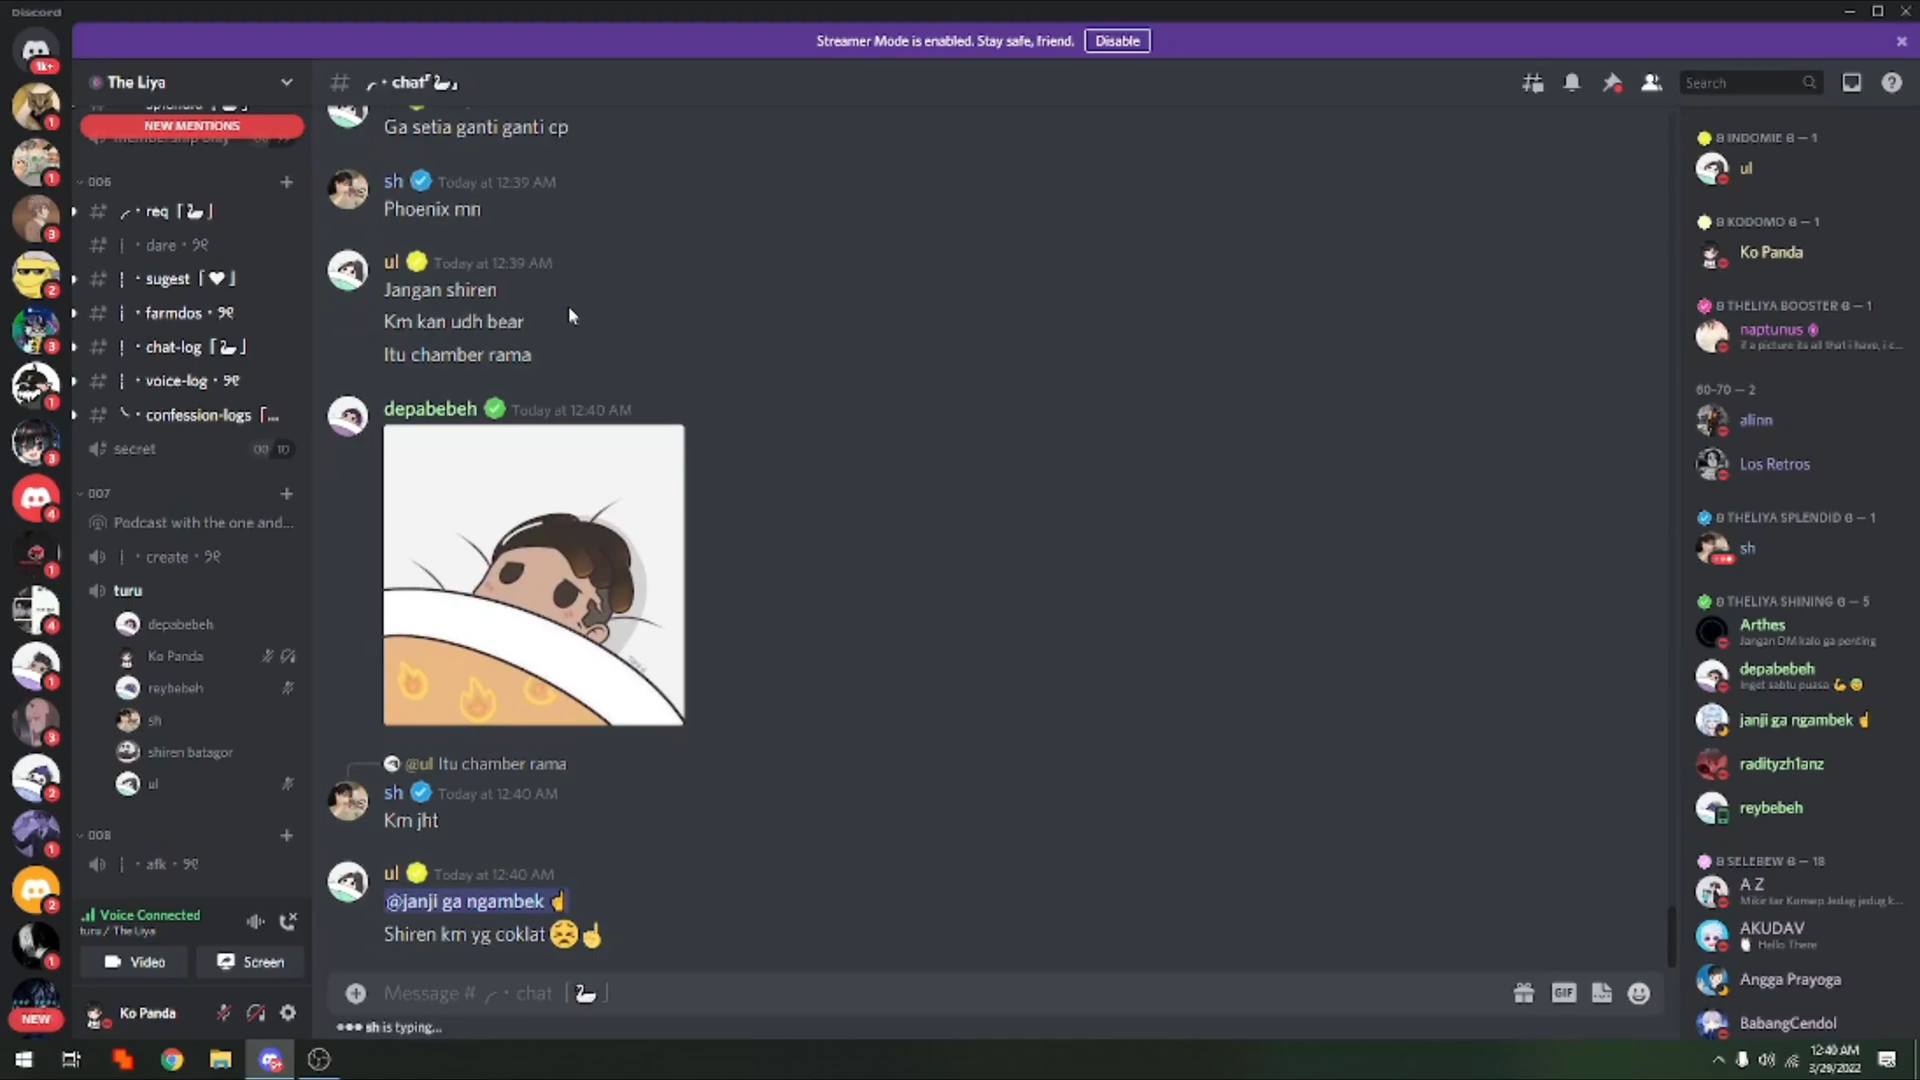 Discord
Streamer Mode is enabled. Stay safe, friend. Disable
1k+
The Liya
NEW MENTIONS
006
req
dare
sugest
farmdos
chat-log
voice-log
confession-logs
secret 00 10
007
Podcast with the one and...
create
turu
depabebeh
Ko Panda
reybebeh
sh
shiren batagor
ul
008
afk
Voice Connected
turu / The Liya
Video Screen
Ko Panda
NEW
chat
Search
Ga setia ganti ganti cp
sh Today at 12:39 AM
Phoenix mn
ul Today at 12:39 AM
Jangan shiren
Km kan udh bear
Itu chamber rama
depabebeh Today at 12:40 AM
@ul Itu chamber rama
sh Today at 12:40 AM
Km jht
ul Today at 12:40 AM
@janji ga ngambek ☝
Shiren km yg coklat 😣☝
Message # chat
GIF
sh is typing...
INDOMIE — 1
ul
KODOMO — 1
Ko Panda
THELIYA BOOSTER — 1
naptunus
if a picture its all that i have, i c...
60-70 — 2
alinn
Los Retros
THELIYA SPLENDID — 1
sh
THELIYA SHINING — 5
Arthes
Jangan DM kalo ga penting
depabebeh
Inget sabtu puasa 💪😇
janji ga ngambek ☝
radityzh1anz
reybebeh
SELEBEW — 18
A Z
AKUDAV
Hello There
Angga Prayoga
BabangCendol
12:40 AM
3/29/2022